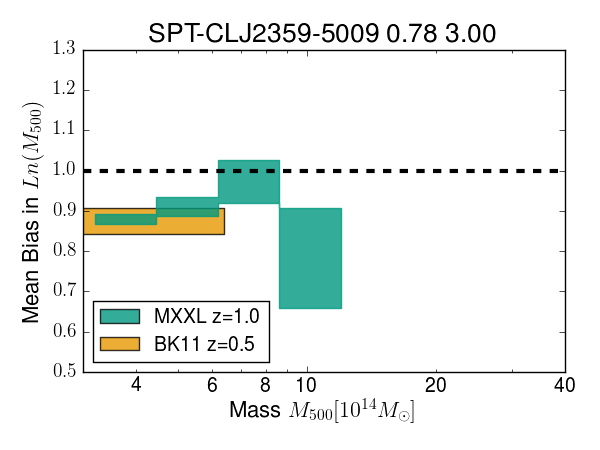 SPT-CLJ2359-5009 0.78 3.00
1.3
1.2
1.1
1.0
0.9
0.8
0.7
0.6
0.5
Mean Bias in Ln(M500)
MXXL z=1.0
BK11 z=0.5
4 6 8 10 20 40
Mass M500[10^14 M⊙]